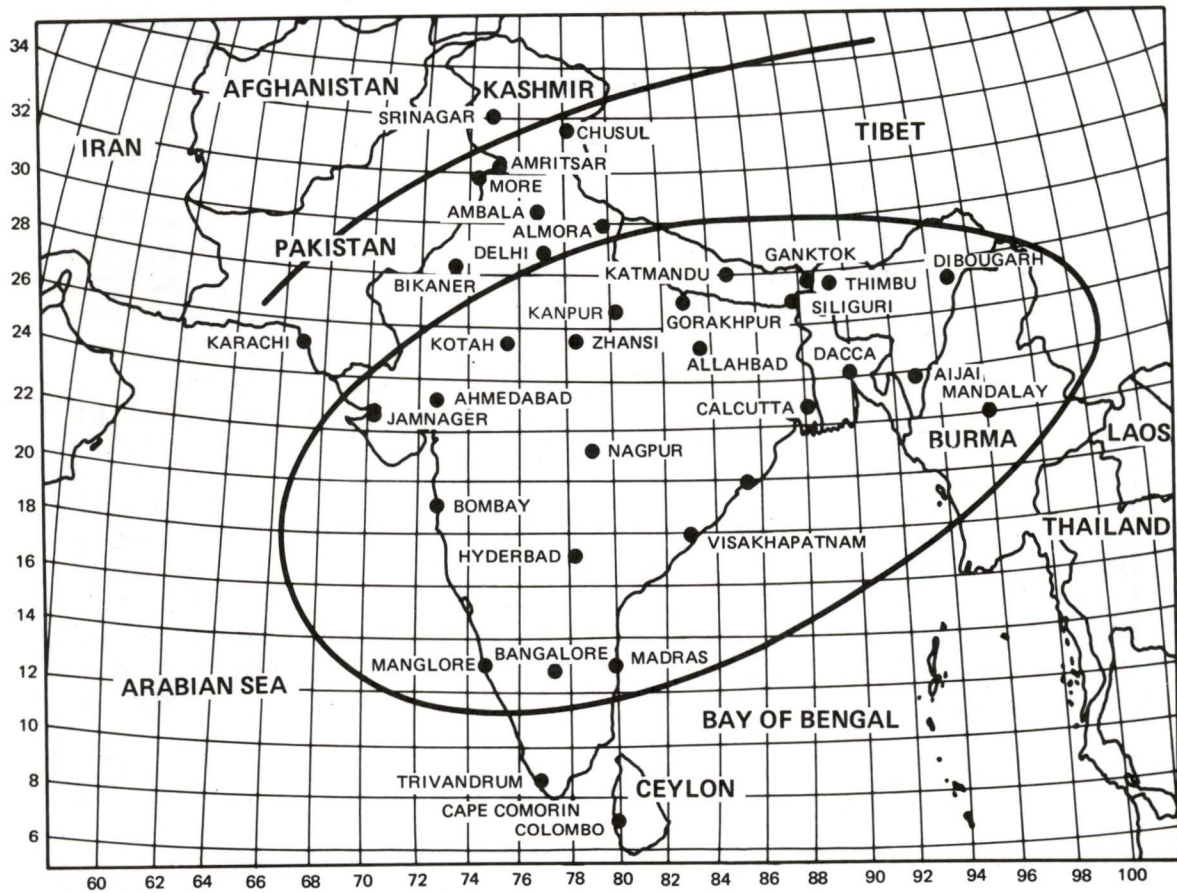 34
AFGHANISTAN
KASHMIR
SRINAGAR
32
CHUSUL
TIBET
IRAN
30
AMRITSAR
MORE
AMBALA
28
ALMORA
PAKISTAN
DELHI
GANKTOK
DIBOUGARH
26
BIKANER
KATMANDU
THIMBU
SILIGURI
KANPUR
GORAKHPUR
24
KARACHI
KOTAH
ZHANSI
ALLAHBAD
DACCA
AIJAI
22
AHMEDABAD
MANDALAY
JAMNAGER
CALCUTTA
BURMA
LAOS
20
NAGPUR
18
BOMBAY
THAILAND
VISAKHAPATNAM
16
HYDERBAD
14
BANGALORE
MANGLORE
MADRAS
12
ARABIAN SEA
BAY OF BENGAL
10
8
TRIVANDRUM
CEYLON
CAPE COMORIN
COLOMBO
6
60 62 64 66 68 70 72 74 76 78 80 82 84 86 88 90 92 94 96 98 100